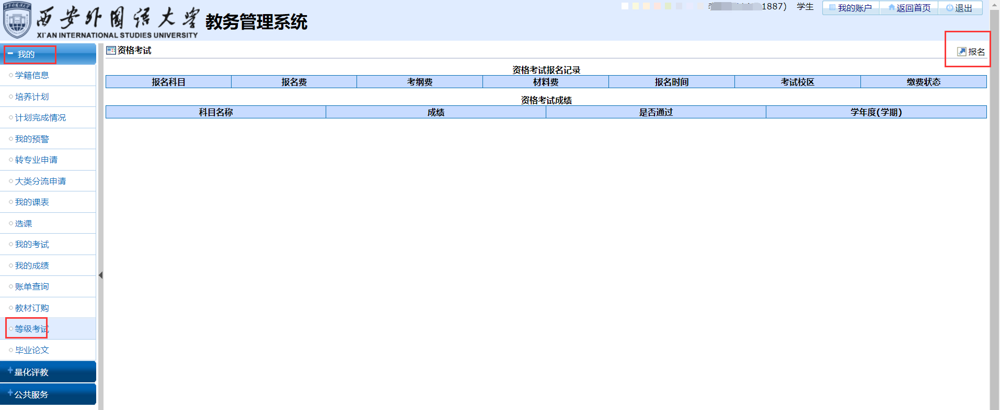 西安外国语大学
XI`AN INTERNATIONAL STUDIES UNIVERSITY
教务管理系统
1887) 学生 我的账户 返回首页 退出
我的
学籍信息
培养计划
计划完成情况
我的预警
转专业申请
大类分流申请
我的课表
选课
我的考试
我的成绩
账单查询
教材订购
等级考试
毕业论文
量化评教
公共服务
资格考试 报名
资格考试报名记录
报名科目 报名费 考纲费 材料费 报名时间 考试校区 缴费状态
资格考试成绩
科目名称 成绩 是否通过 学年度(学期)